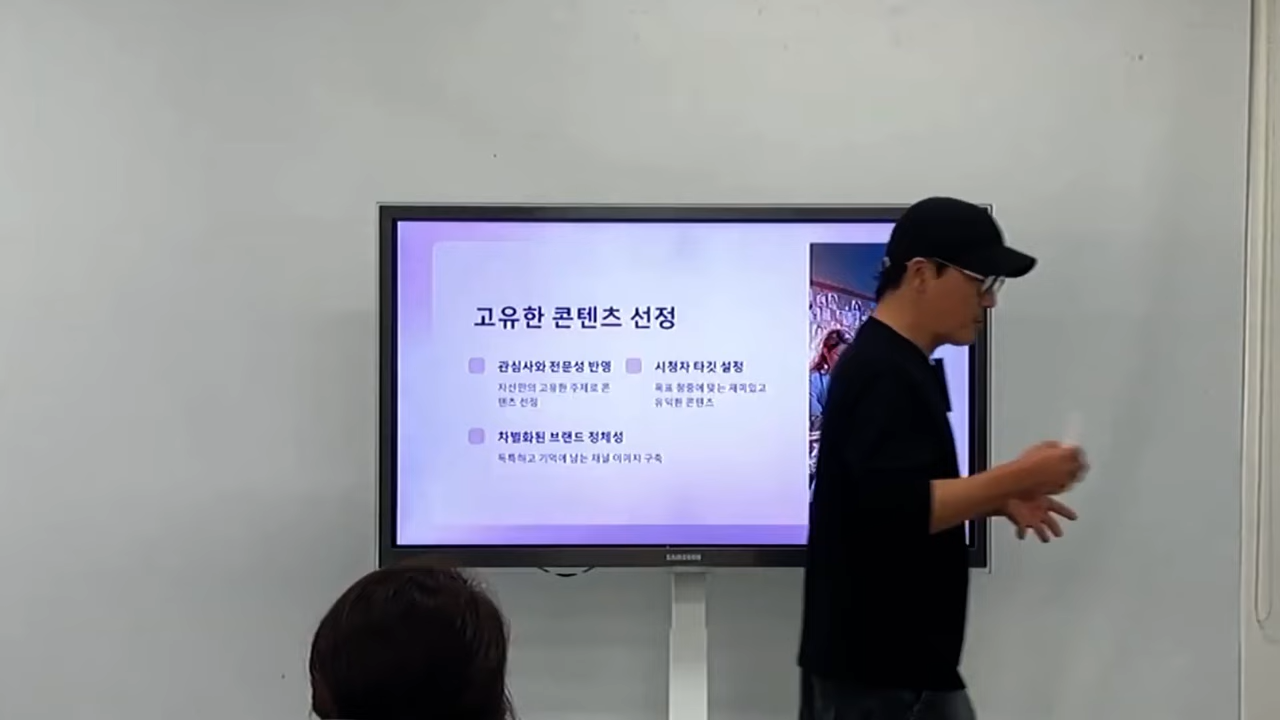 고유한 콘텐츠 선정
관심사와 전문성 반영
자신만의 고유한 주제로 콘
텐츠 선정
시청자 타깃 설정
목표 청중에 맞는 재미있고
유익한 콘텐츠
차별화된 브랜드 정체성
독특하고 기억에 남는 채널 이미지 구축
SAMSUNG